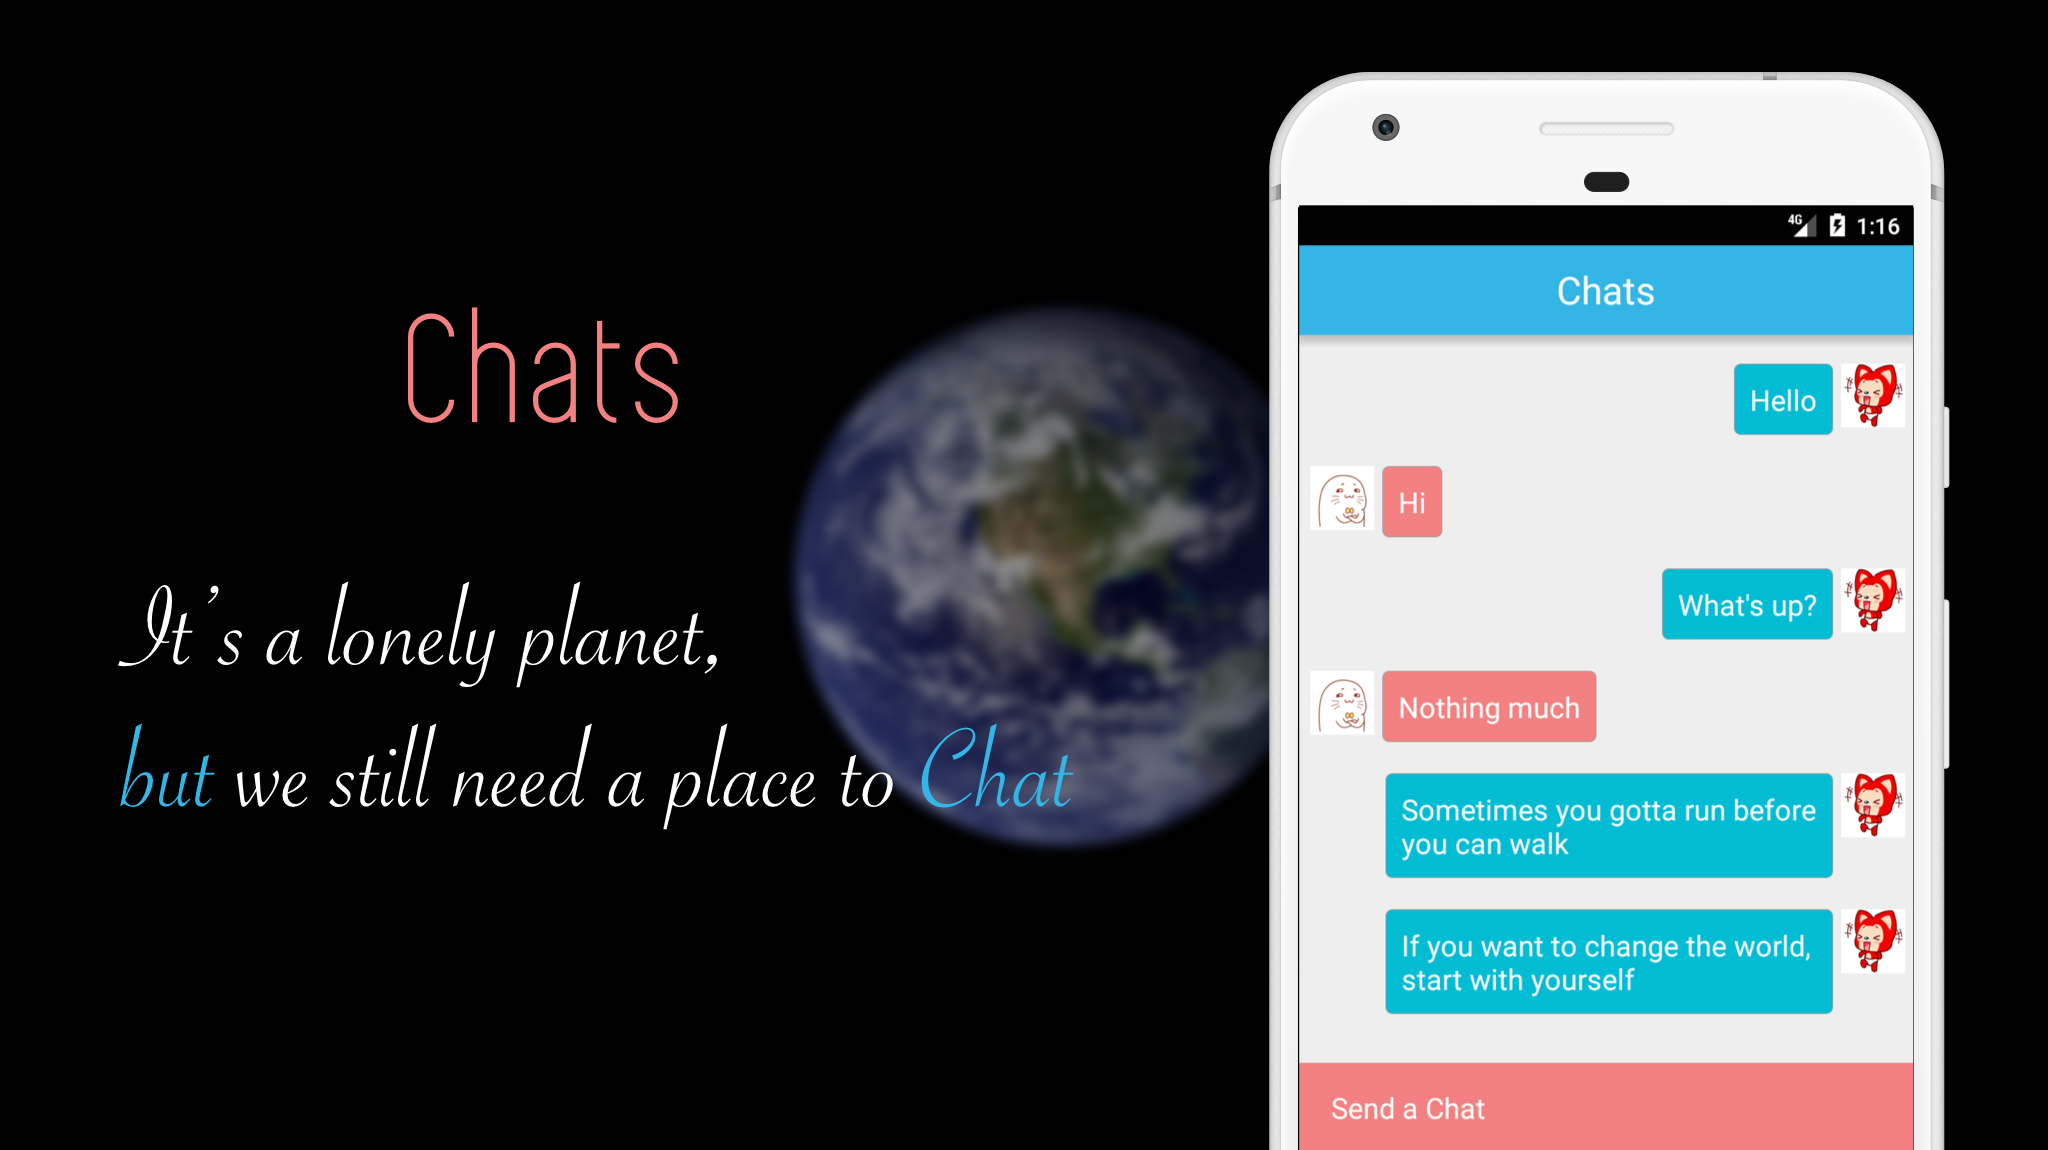 Chats
It's a lonely planet,
but we still need a place to Chat
4G 1:16
Chats
Hello
Hi
What's up?
Nothing much
Sometimes you gotta run before
you can walk
If you want to change the world,
start with yourself
Send a Chat